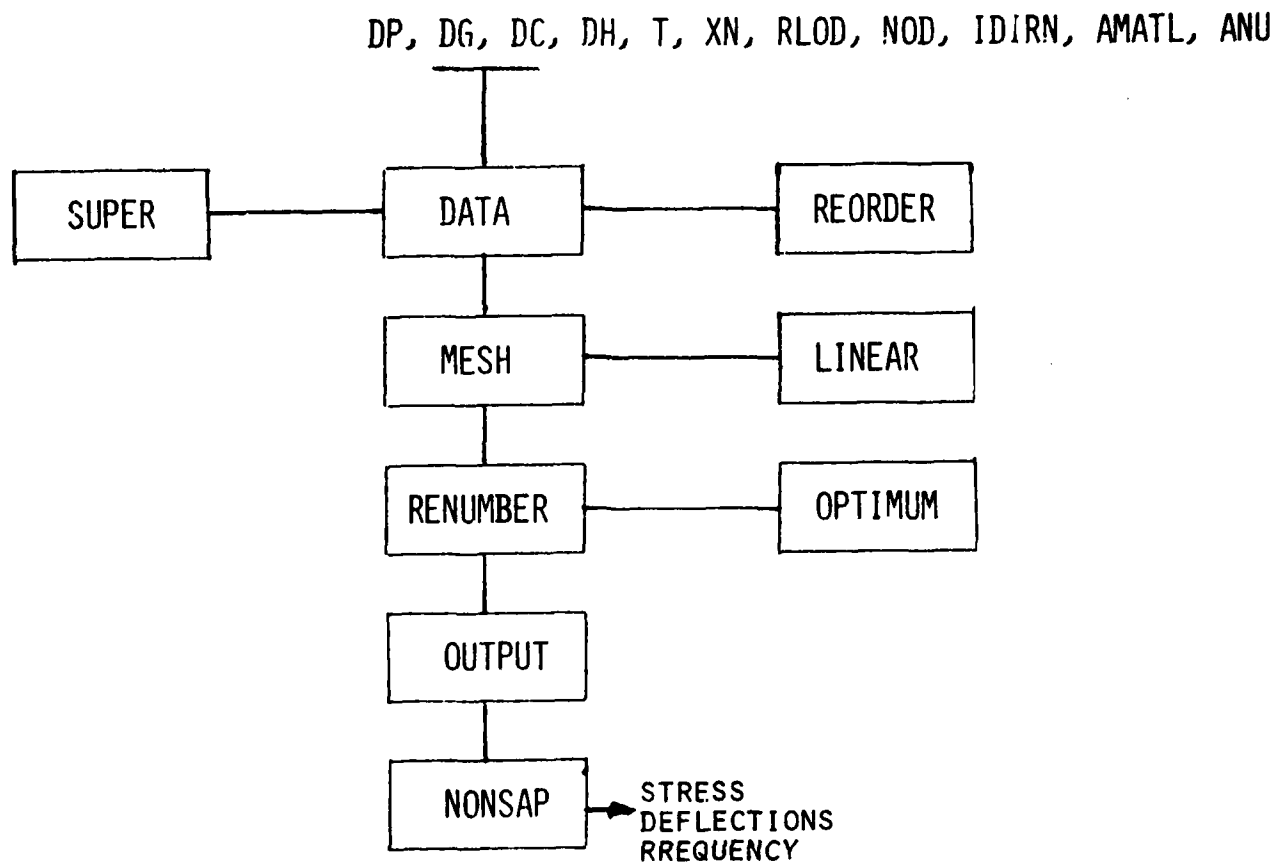 DP, DG, DC, DH, T, XN, RLOD, NOD, IDIRN, AMATL, ANU
SUPER
DATA
REORDER
MESH
LINEAR
RENUMBER
OPTIMUM
OUTPUT
NONSAP
STRESS
DEFLECTIONS
RREQUENCY